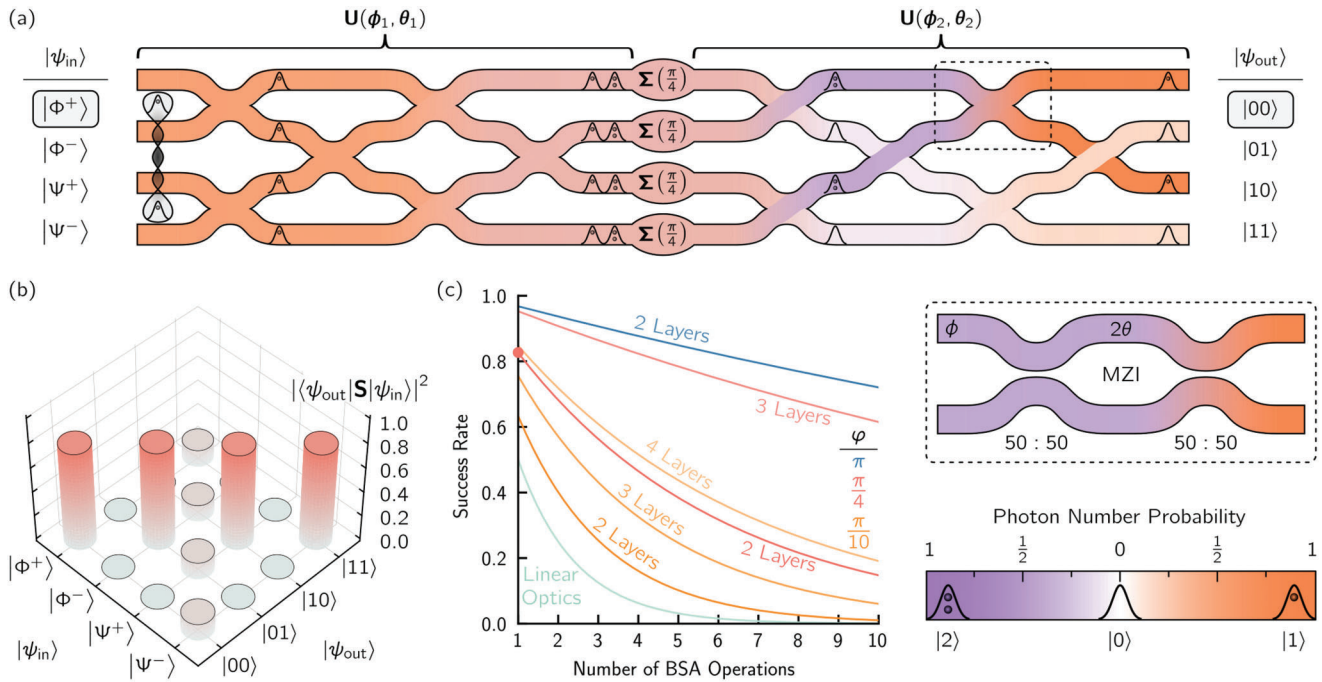 (a)
U(ϕ₁, θ₁)
U(ϕ₂, θ₂)
|ψin⟩
|Φ⁺⟩
|Φ⁻⟩
|Ψ⁺⟩
|Ψ⁻⟩
Σ(π/4)
Σ(π/4)
Σ(π/4)
Σ(π/4)
|ψout⟩
|00⟩
|01⟩
|10⟩
|11⟩
(b)
|⟨ψout|S|ψin⟩|²
1.0
0.8
0.6
0.4
0.2
0.0
|Φ⁺⟩
|Φ⁻⟩
|Ψ⁺⟩
|Ψ⁻⟩
|ψin⟩
|00⟩
|01⟩
|10⟩
|11⟩
|ψout⟩
(c)
Success Rate
1.0
0.8
0.6
0.4
0.2
0.0
2 Layers
3 Layers
4 Layers
3 Layers
2 Layers
2 Layers
Linear
Optics
φ
π
π/4
π/10
1 2 3 4 5 6 7 8 9 10
Number of BSA Operations
ϕ
2θ
MZI
50 : 50 50 : 50
Photon Number Probability
1 1/2 0 1/2 1
|2⟩ |0⟩ |1⟩